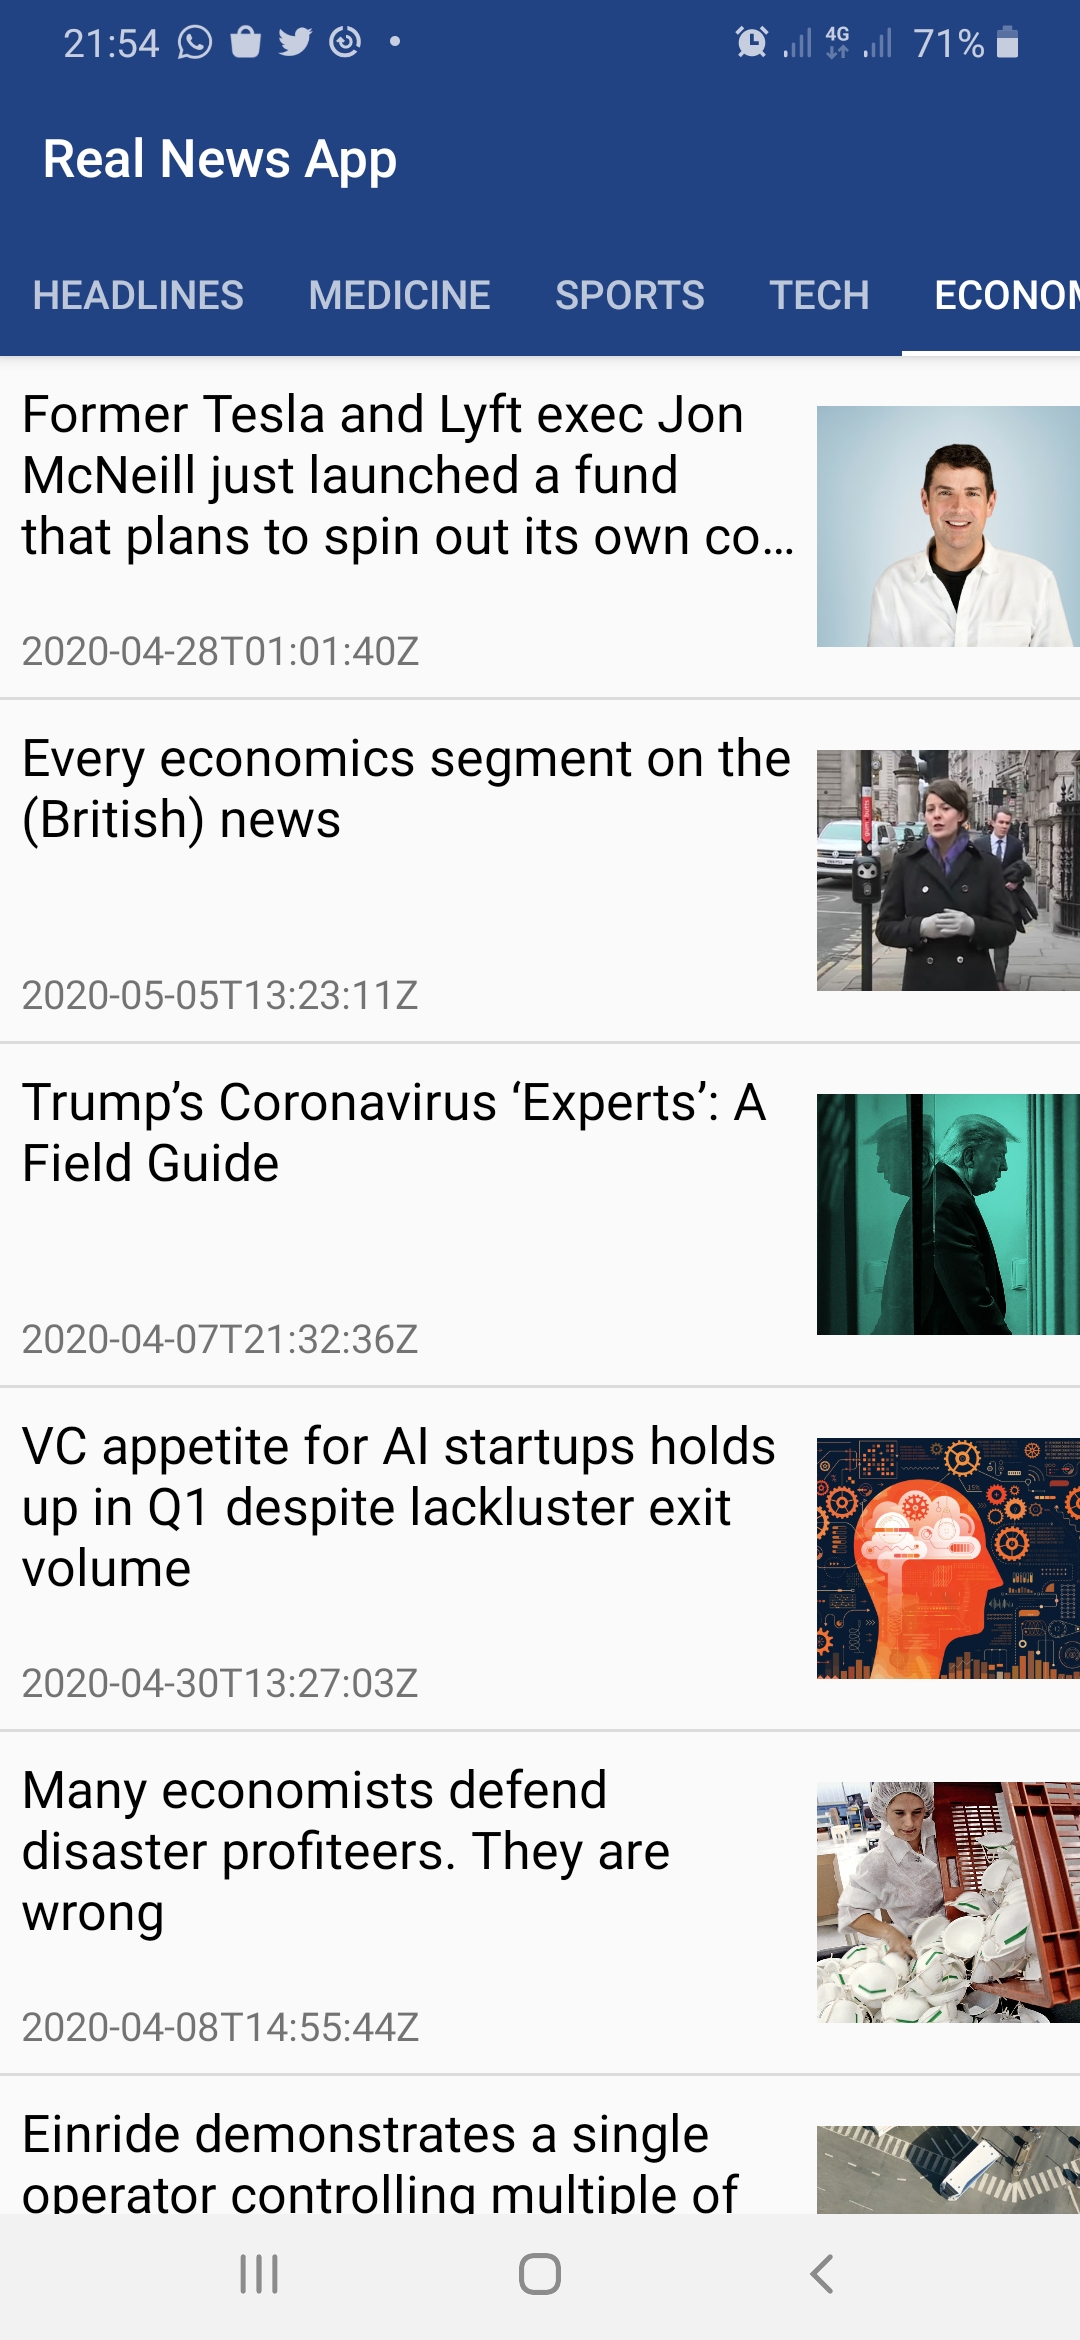 21:54
4G
71%
Real News App
HEADLINES MEDICINE SPORTS TECH ECONOM
Former Tesla and Lyft exec Jon
McNeill just launched a fund
that plans to spin out its own co...
2020-04-28T01:01:40Z
Every economics segment on the
(British) news
2020-05-05T13:23:11Z
Trump’s Coronavirus ‘Experts’: A
Field Guide
2020-04-07T21:32:36Z
VC appetite for AI startups holds
up in Q1 despite lackluster exit
volume
2020-04-30T13:27:03Z
Many economists defend
disaster profiteers. They are
wrong
2020-04-08T14:55:44Z
Einride demonstrates a single
operator controlling multiple of